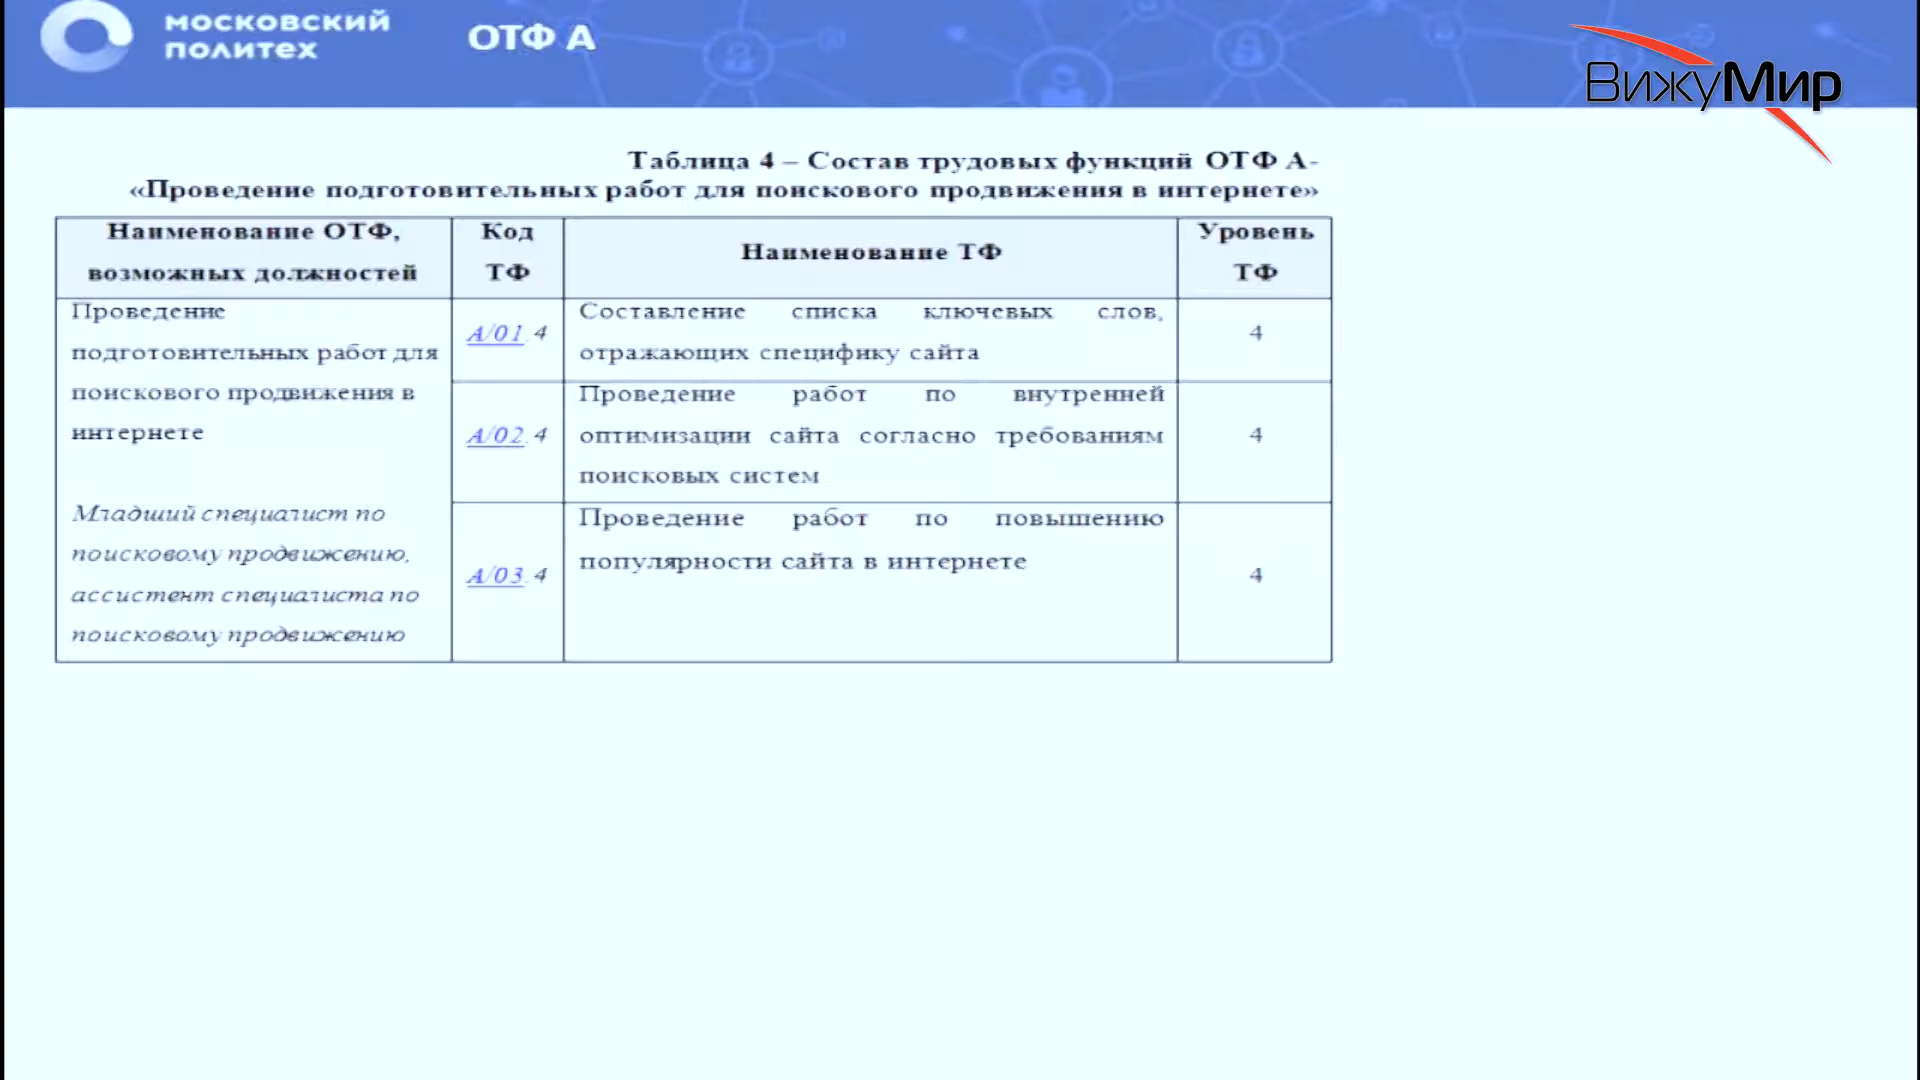 МОСКОВСКИЙ
ПОЛИТЕХ
ОТФ А
ВижуМир
Таблица 4 – Состав трудовых функций ОТФ А-
«Проведение подготовительных работ для поискового продвижения в интернете»
Наименование ОТФ,
возможных должностей
Код
ТФ
Наименование ТФ
Уровень
ТФ
Проведение
подготовительных работ для
поискового продвижения в
интернете
Младший специалист по
поисковому продвижению,
ассистент специалиста по
поисковому продвижению
A/01.4
Составление списка ключевых слов,
отражающих специфику сайта
4
A/02.4
Проведение работ по внутренней
оптимизации сайта согласно требованиям
поисковых систем
4
A/03.4
Проведение работ по повышению
популярности сайта в интернете
4